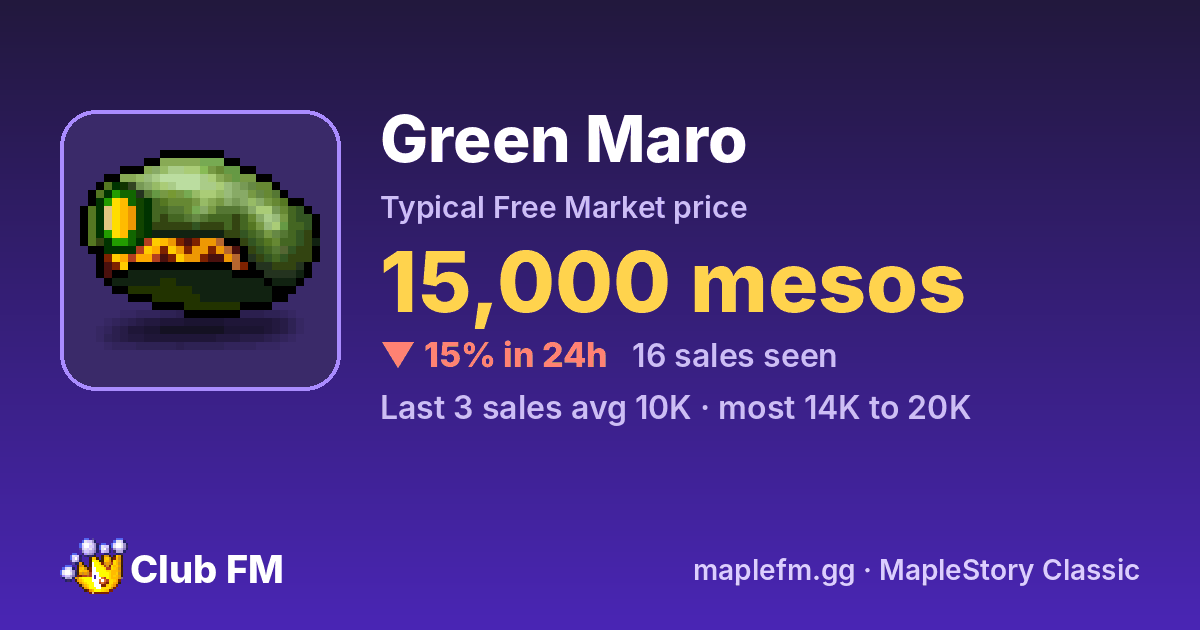 Green Maro
Typical Free Market price
15,000 mesos
▼ 15% in 24h 16 sales seen
Last 3 sales avg 10K · most 14K to 20K
Club FM
maplefm.gg · MapleStory Classic